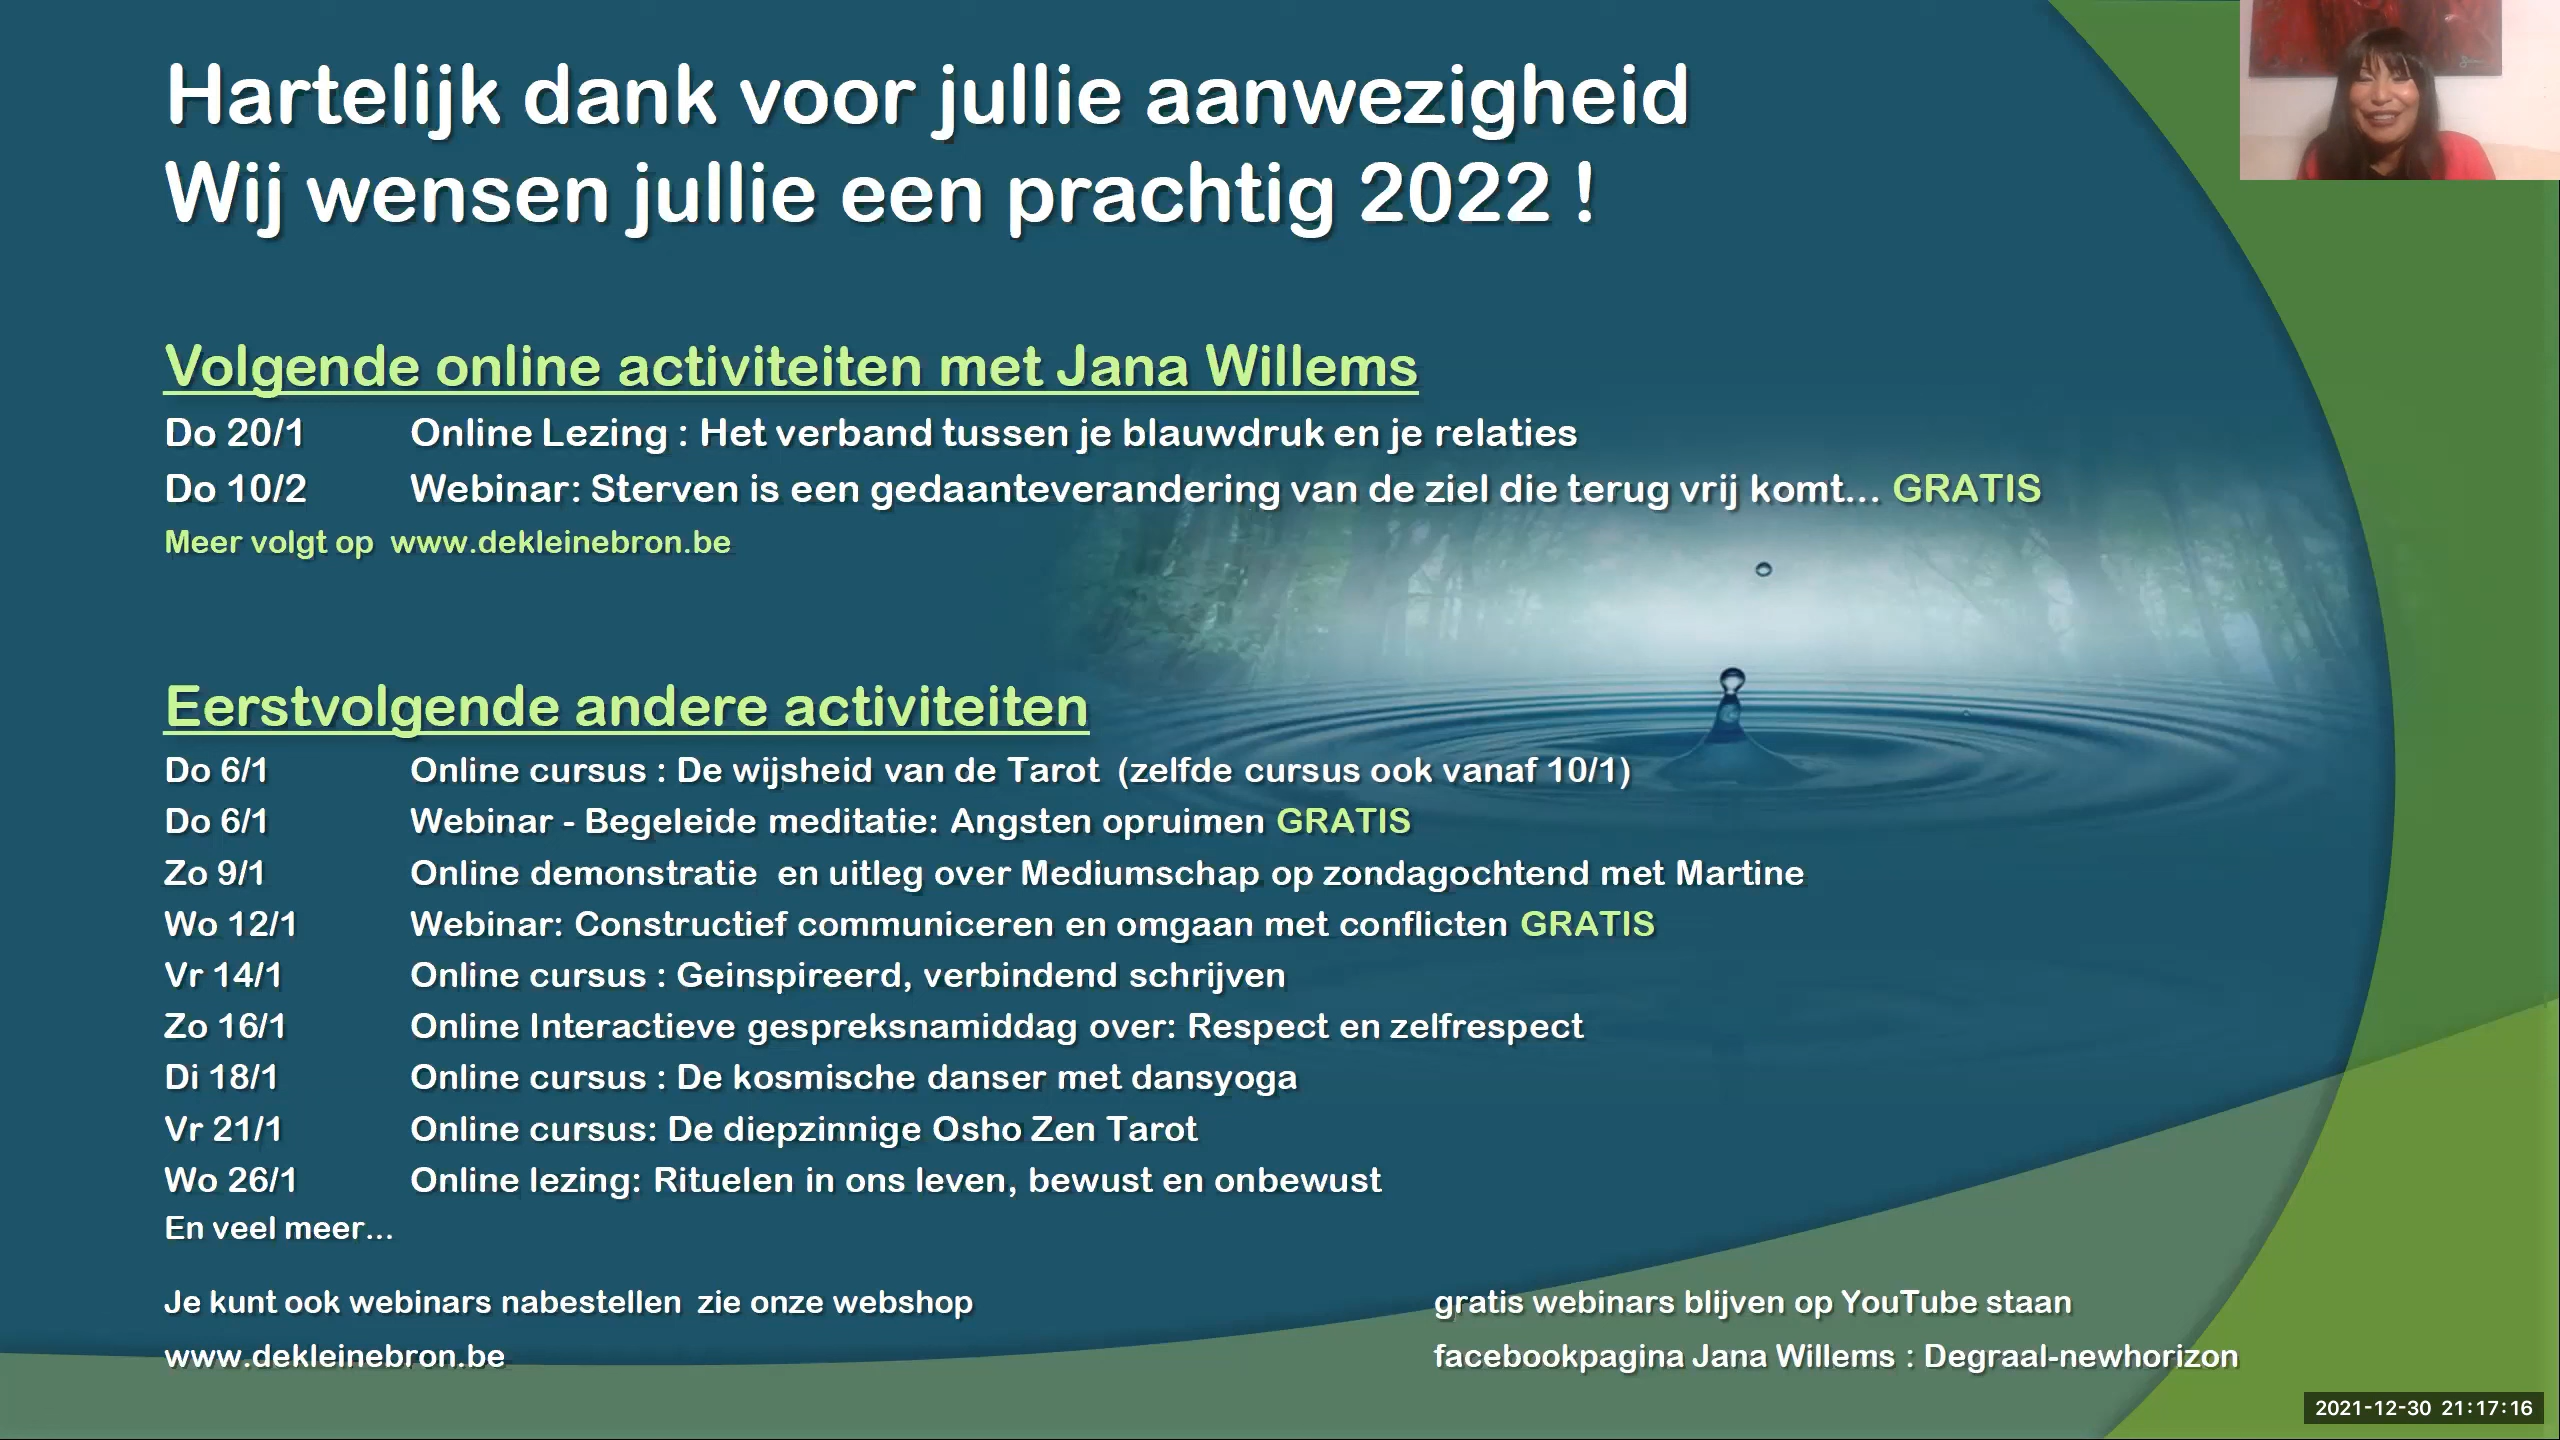 Hartelijk dank voor jullie aanwezigheid
Wij wensen jullie een prachtig 2022 !
Volgende online activiteiten met Jana Willems
Do 20/1 Online Lezing : Het verband tussen je blauwdruk en je relaties
Do 10/2 Webinar: Sterven is een gedaanteverandering van de ziel die terug vrij komt... GRATIS
Meer volgt op www.dekleinebron.be
Eerstvolgende andere activiteiten
Do 6/1 Online cursus : De wijsheid van de Tarot (zelfde cursus ook vanaf 10/1)
Do 6/1 Webinar - Begeleide meditatie: Angsten opruimen GRATIS
Zo 9/1 Online demonstratie en uitleg over Mediumschap op zondagochtend met Martine
Wo 12/1 Webinar: Constructief communiceren en omgaan met conflicten GRATIS
Vr 14/1 Online cursus : Geinspireerd, verbindend schrijven
Zo 16/1 Online Interactieve gespreksnamiddag over: Respect en zelfrespect
Di 18/1 Online cursus : De kosmische danser met dansyoga
Vr 21/1 Online cursus: De diepzinnige Osho Zen Tarot
Wo 26/1 Online lezing: Rituelen in ons leven, bewust en onbewust
En veel meer...
Je kunt ook webinars nabestellen zie onze webshop
www.dekleinebron.be
gratis webinars blijven op YouTube staan
facebookpagina Jana Willems : Degraal-newhorizon
2021-12-30 21:17:16